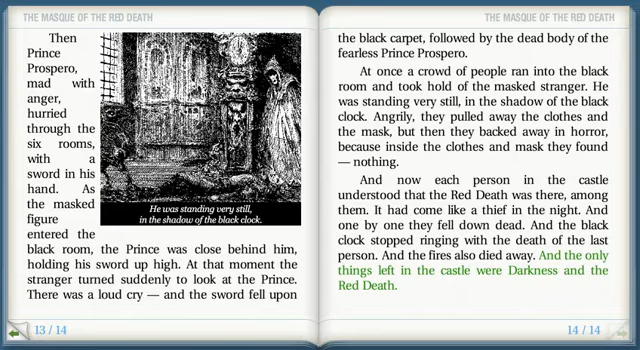 THE MASQUE OF THE RED DEATH
Then
Prince
Prospero,
mad with
anger,
hurried
through the
six rooms,
with a
sword in his
hand. As
the masked
figure
entered the
He was standing very still,
in the shadow of the black clock.
black room, the Prince was close behind him,
holding his sword up high. At that moment the
stranger turned suddenly to look at the Prince.
There was a loud cry — and the sword fell upon
13 / 14
THE MASQUE OF THE RED DEATH
the black carpet, followed by the dead body of the
fearless Prince Prospero.
At once a crowd of people ran into the black
room and took hold of the masked stranger. He
was standing very still, in the shadow of the black
clock. Angrily, they pulled away the clothes and
the mask, but then they backed away in horror,
because inside the clothes and mask they found
— nothing.
And now each person in the castle
understood that the Red Death was there, among
them. It had come like a thief in the night. And
one by one they fell down dead. And the black
clock stopped ringing with the death of the last
person. And the fires also died away. And the only
things left in the castle were Darkness and the
Red Death.
14 / 14